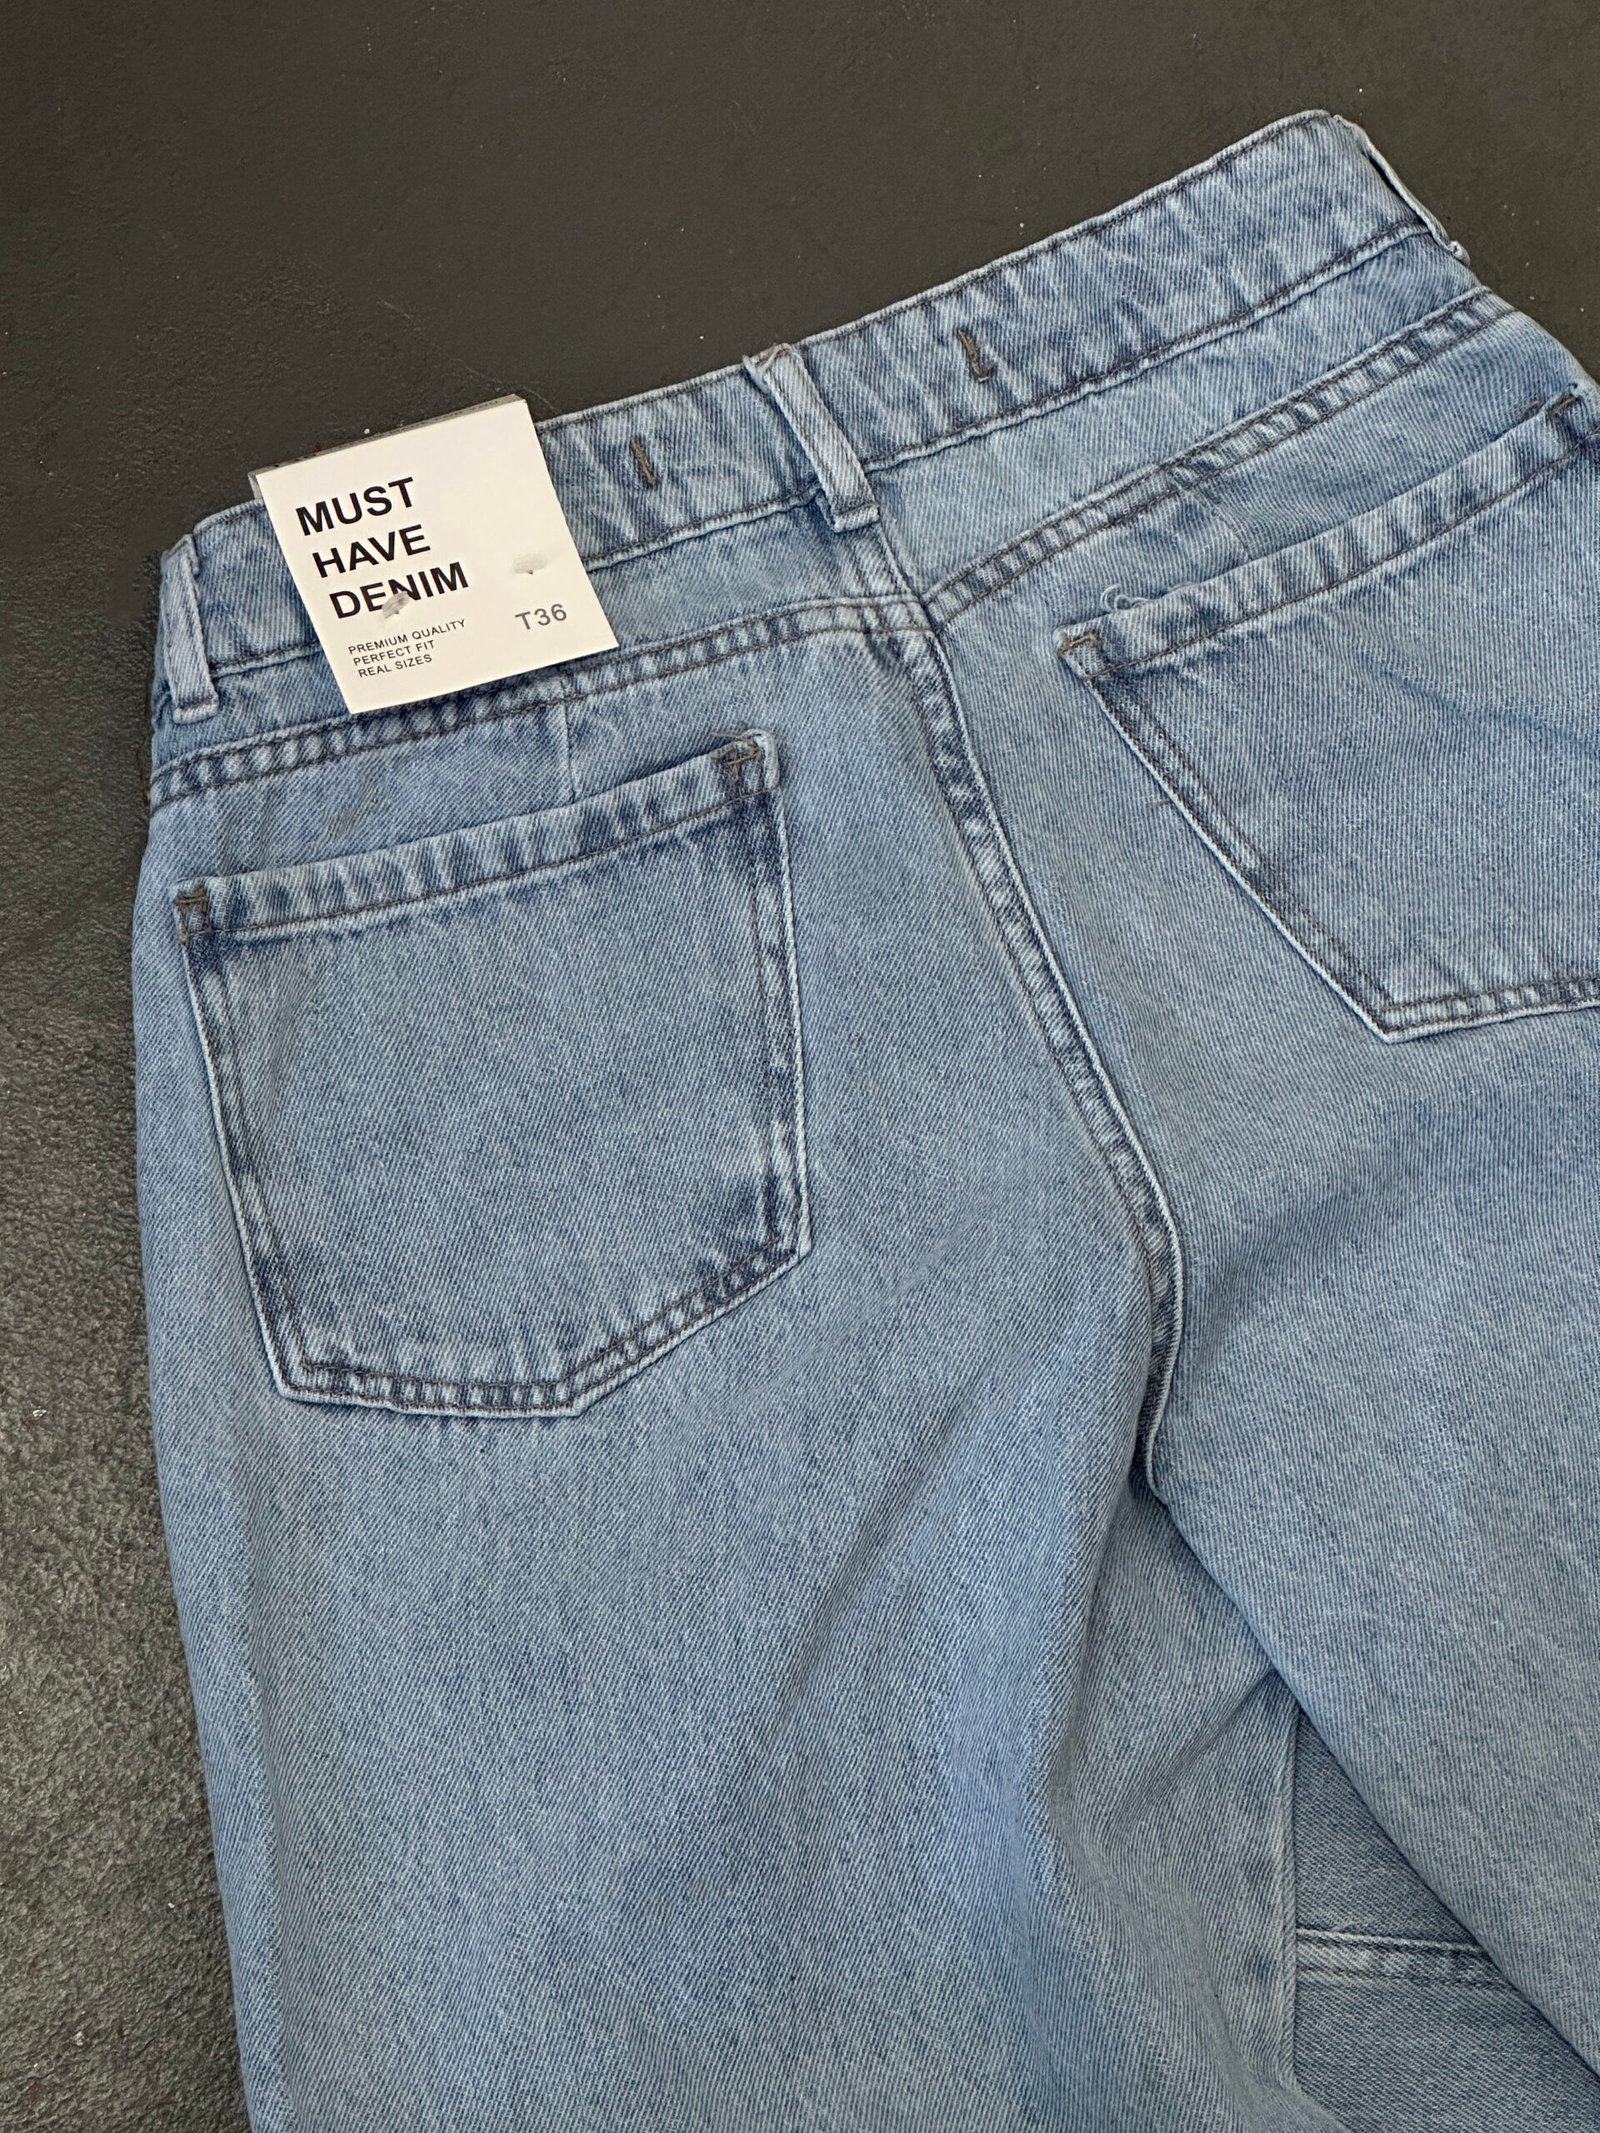 MUST
HAVE
DENIM
PREMIUM QUALITY
PERFECT FIT
REAL SIZES
T36